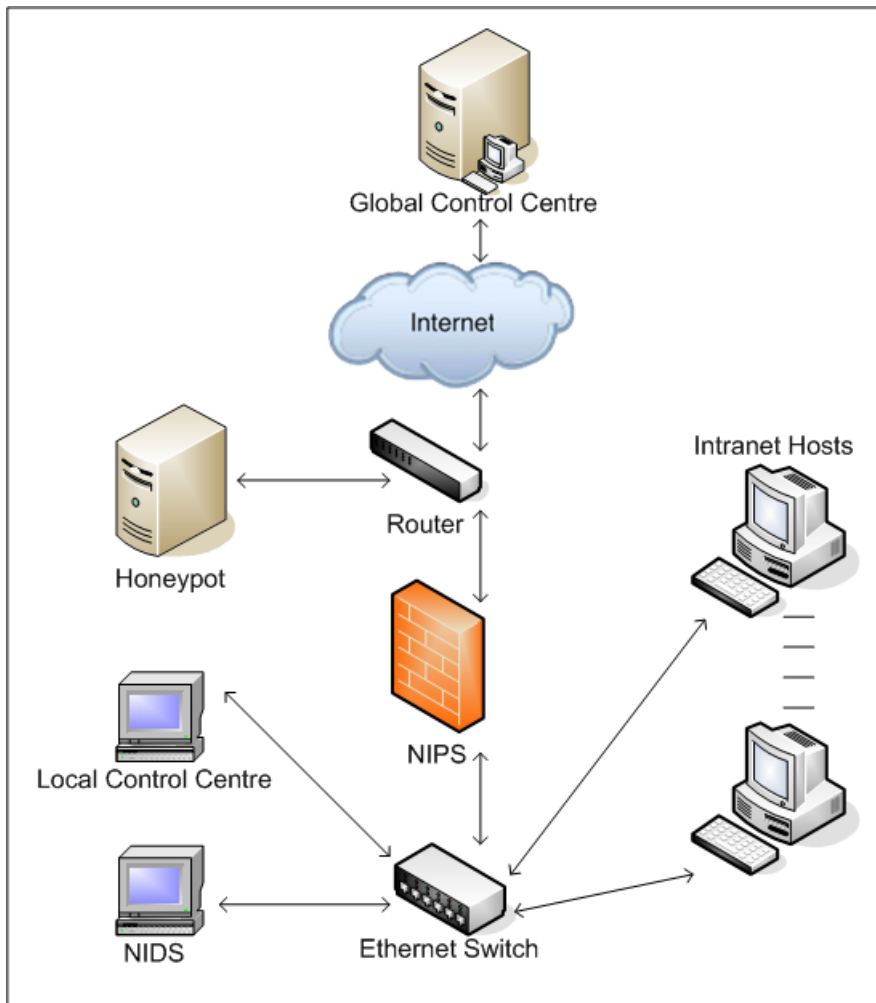 Global Control Centre
Internet
Intranet Hosts
Router
Honeypot
NIPS
Local Control Centre
Ethernet Switch
NIDS